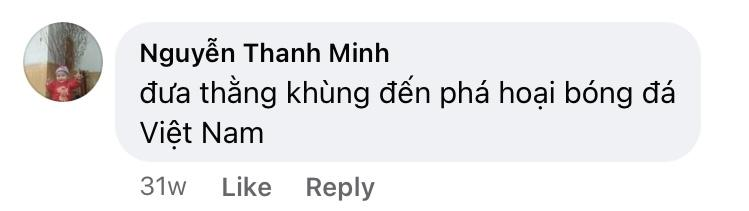 Nguyễn Thanh Minh
đưa thằng khùng đến phá hoại bóng đá
Việt Nam
31w Like Reply